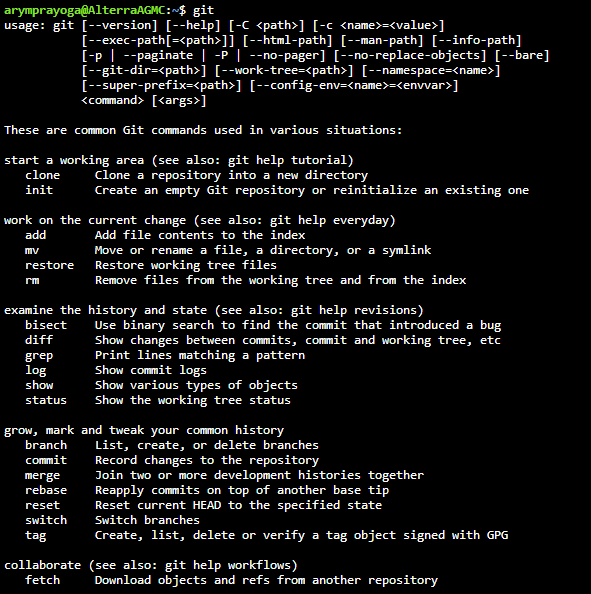 arymprayoga@AlterraAGMC:~$ git
usage: git [--version] [--help] [-C <path>] [-c <name>=<value>]
           [--exec-path[=<path>]] [--html-path] [--man-path] [--info-path]
           [-p | --paginate | -P | --no-pager] [--no-replace-objects] [--bare]
           [--git-dir=<path>] [--work-tree=<path>] [--namespace=<name>]
           [--super-prefix=<path>] [--config-env=<name>=<envvar>]
           <command> [<args>]

These are common Git commands used in various situations:

start a working area (see also: git help tutorial)
   clone     Clone a repository into a new directory
   init      Create an empty Git repository or reinitialize an existing one

work on the current change (see also: git help everyday)
   add       Add file contents to the index
   mv        Move or rename a file, a directory, or a symlink
   restore   Restore working tree files
   rm        Remove files from the working tree and from the index

examine the history and state (see also: git help revisions)
   bisect    Use binary search to find the commit that introduced a bug
   diff      Show changes between commits, commit and working tree, etc
   grep      Print lines matching a pattern
   log       Show commit logs
   show      Show various types of objects
   status    Show the working tree status

grow, mark and tweak your common history
   branch    List, create, or delete branches
   commit    Record changes to the repository
   merge     Join two or more development histories together
   rebase    Reapply commits on top of another base tip
   reset     Reset current HEAD to the specified state
   switch    Switch branches
   tag       Create, list, delete or verify a tag object signed with GPG

collaborate (see also: git help workflows)
   fetch     Download objects and refs from another repository